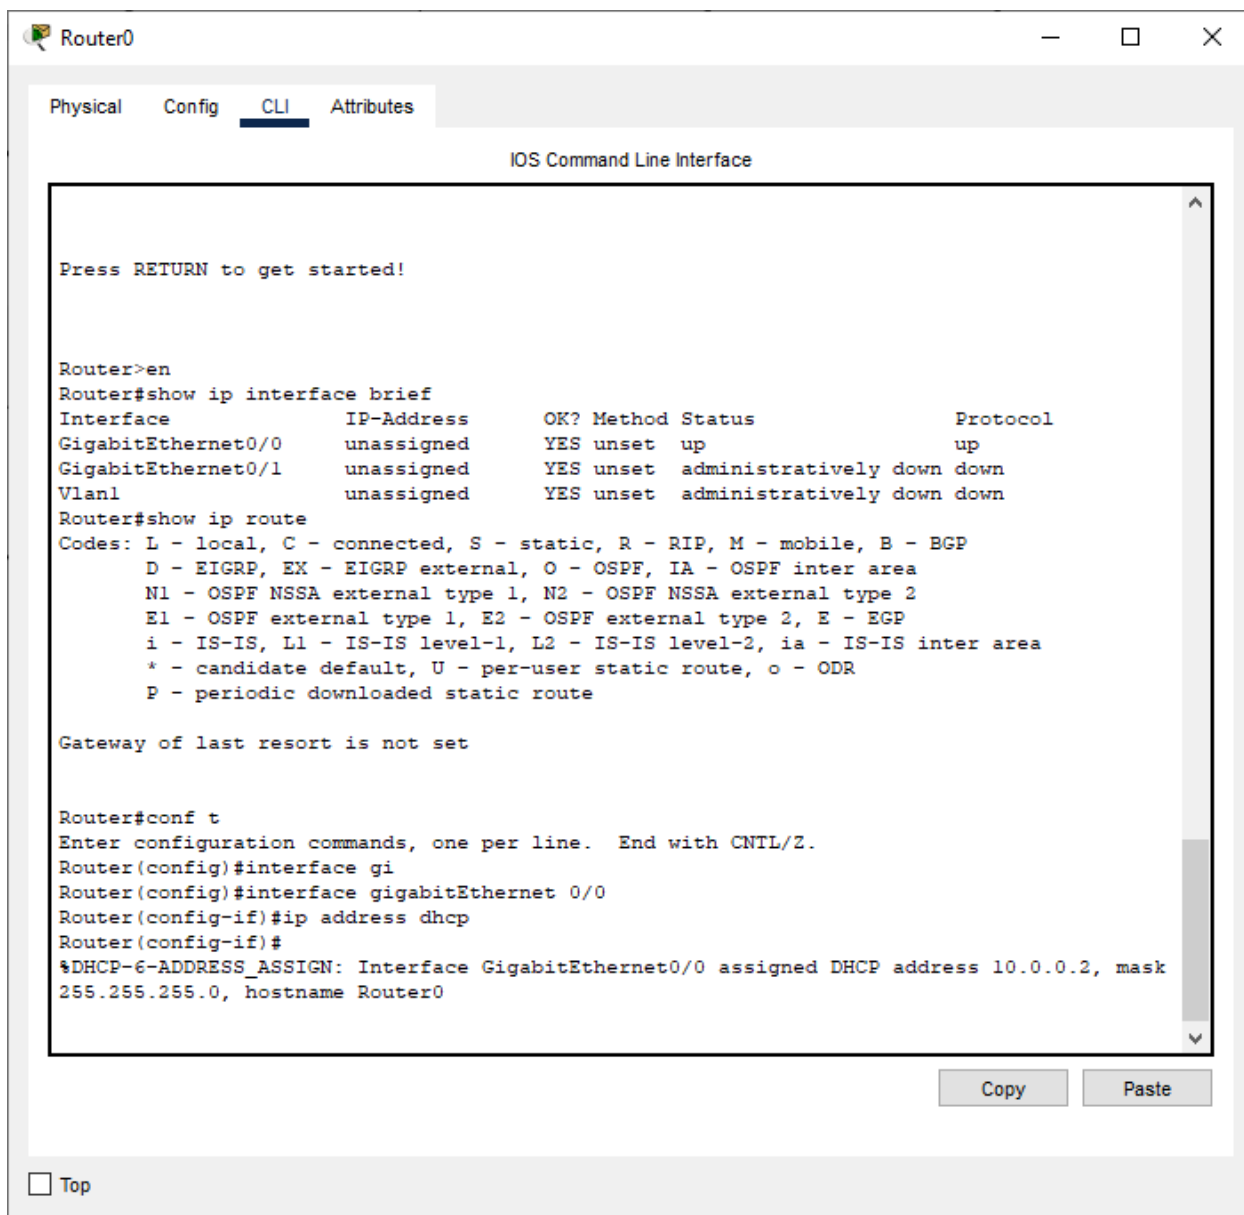 Router0
Physical Config CLI Attributes
IOS Command Line Interface
Press RETURN to get started!
Router>en
Router#show ip interface brief
Interface              IP-Address      OK? Method Status                Protocol
GigabitEthernet0/0     unassigned      YES unset  up                    up
GigabitEthernet0/1     unassigned      YES unset  administratively down down
Vlan1                  unassigned      YES unset  administratively down down
Router#show ip route
Codes: L - local, C - connected, S - static, R - RIP, M - mobile, B - BGP
       D - EIGRP, EX - EIGRP external, O - OSPF, IA - OSPF inter area
       N1 - OSPF NSSA external type 1, N2 - OSPF NSSA external type 2
       E1 - OSPF external type 1, E2 - OSPF external type 2, E - EGP
       i - IS-IS, L1 - IS-IS level-1, L2 - IS-IS level-2, ia - IS-IS inter area
       * - candidate default, U - per-user static route, o - ODR
       P - periodic downloaded static route
Gateway of last resort is not set
Router#conf t
Enter configuration commands, one per line.  End with CNTL/Z.
Router(config)#interface gi
Router(config)#interface gigabitEthernet 0/0
Router(config-if)#ip address dhcp
Router(config-if)#
%DHCP-6-ADDRESS_ASSIGN: Interface GigabitEthernet0/0 assigned DHCP address 10.0.0.2, mask
255.255.255.0, hostname Router0
Copy Paste
Top